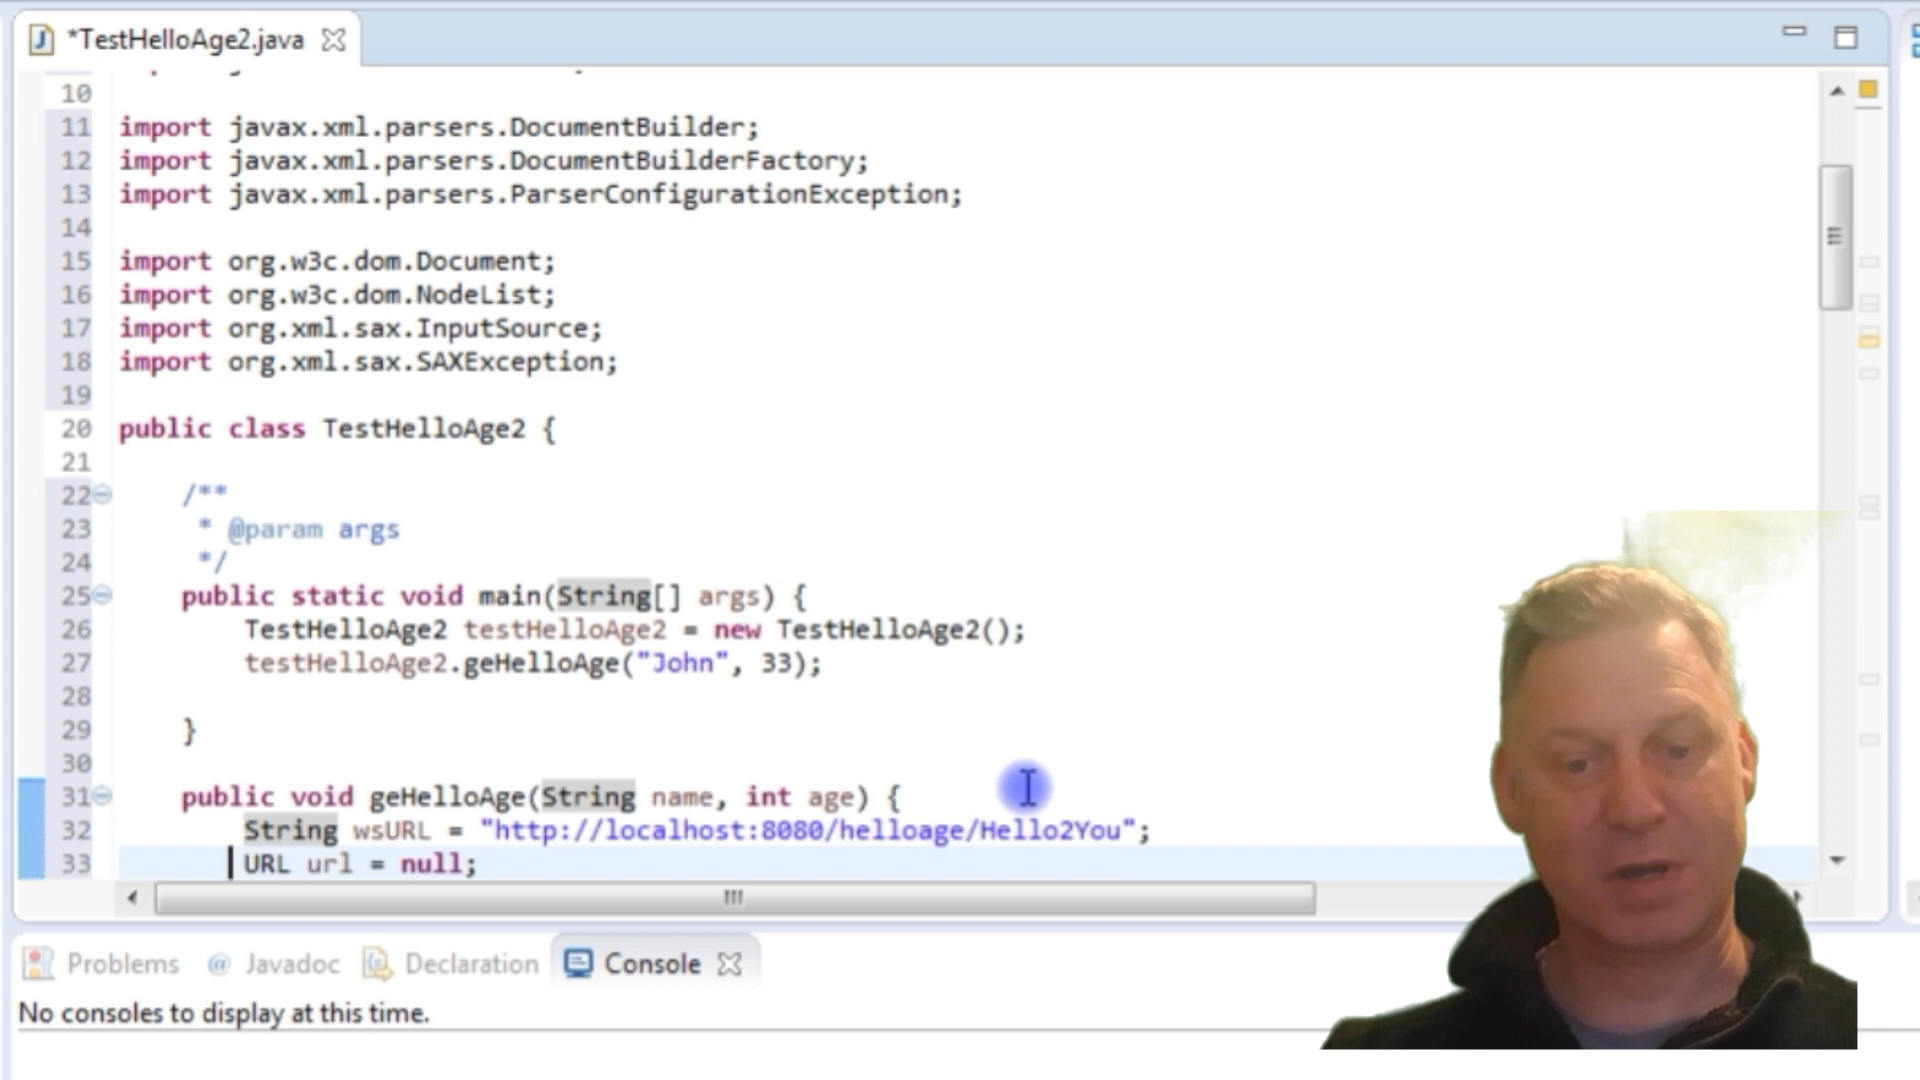 *TestHelloAge2.java
10
11 import javax.xml.parsers.DocumentBuilder;
12 import javax.xml.parsers.DocumentBuilderFactory;
13 import javax.xml.parsers.ParserConfigurationException;
14
15 import org.w3c.dom.Document;
16 import org.w3c.dom.NodeList;
17 import org.xml.sax.InputSource;
18 import org.xml.sax.SAXException;
19
20 public class TestHelloAge2 {
21
22 /**
23 * @param args
24 */
25 public static void main(String[] args) {
26 TestHelloAge2 testHelloAge2 = new TestHelloAge2();
27 testHelloAge2.geHelloAge("John", 33);
28
29 }
30
31 public void geHelloAge(String name, int age) {
32 String wsURL = "http://localhost:8080/helloage/Hello2You";
33 URL url = null;
Problems @ Javadoc Declaration Console
No consoles to display at this time.